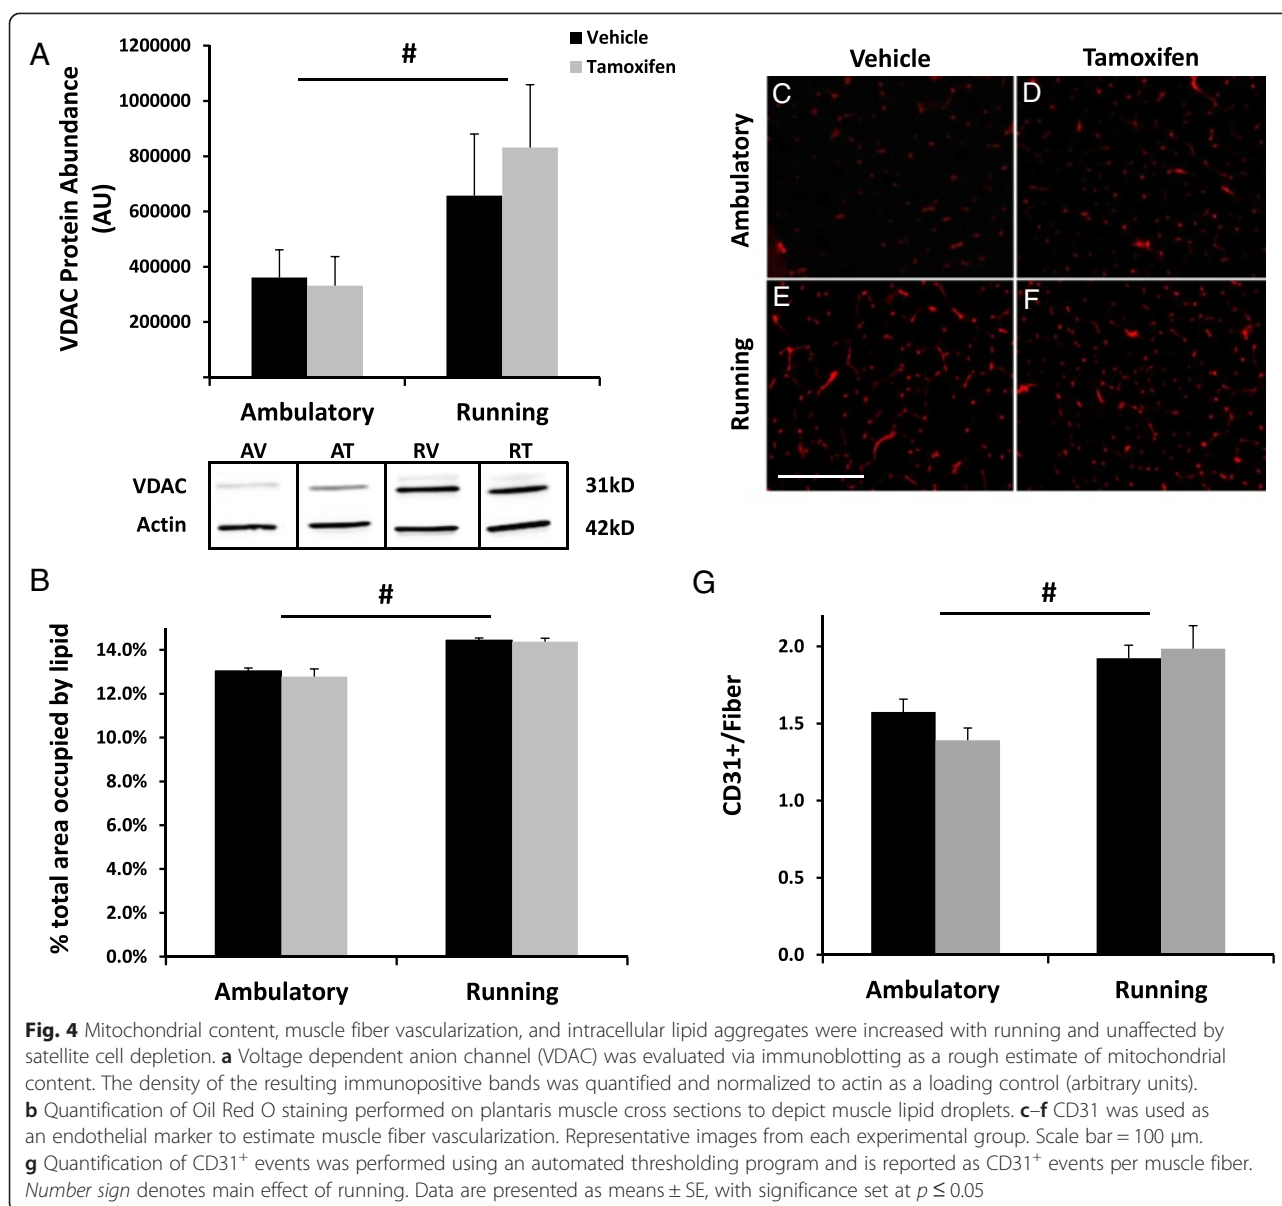 A
1200000
1000000
800000
600000
400000
200000
VDAC Protein Abundance
(AU)
#
Vehicle
Tamoxifen
Ambulatory Running
AV AT RV RT
VDAC 31kD
Actin 42kD
Vehicle Tamoxifen
Ambulatory
Running
C D
E F
B
% total area occupied by lipid
14.0%
12.0%
10.0%
8.0%
6.0%
4.0%
2.0%
0.0%
#
Ambulatory Running
G
CD31+/Fiber
2.0
1.5
1.0
0.5
0.0
#
Ambulatory Running
Fig. 4 Mitochondrial content, muscle fiber vascularization, and intracellular lipid aggregates were increased with running and unaffected by
satellite cell depletion. a Voltage dependent anion channel (VDAC) was evaluated via immunoblotting as a rough estimate of mitochondrial
content. The density of the resulting immunopositive bands was quantified and normalized to actin as a loading control (arbitrary units).
b Quantification of Oil Red O staining performed on plantaris muscle cross sections to depict muscle lipid droplets. c–f CD31 was used as
an endothelial marker to estimate muscle fiber vascularization. Representative images from each experimental group. Scale bar = 100 μm.
g Quantification of CD31⁺ events was performed using an automated thresholding program and is reported as CD31⁺ events per muscle fiber.
Number sign denotes main effect of running. Data are presented as means ± SE, with significance set at p ≤ 0.05